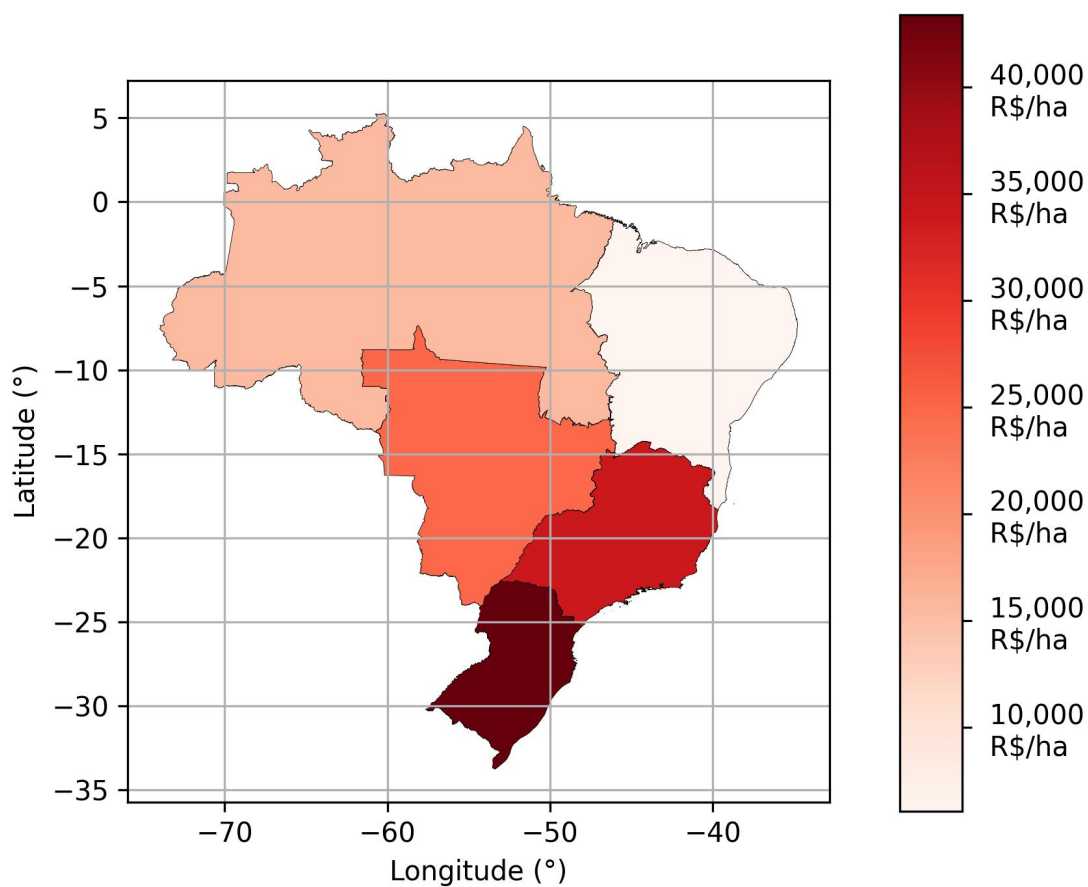 5
0
−5
−10
−15
−20
−25
−30
−35
Latitude (°)
−70
−60
−50
−40
Longitude (°)
40,000
R$/ha
35,000
R$/ha
30,000
R$/ha
25,000
R$/ha
20,000
R$/ha
15,000
R$/ha
10,000
R$/ha